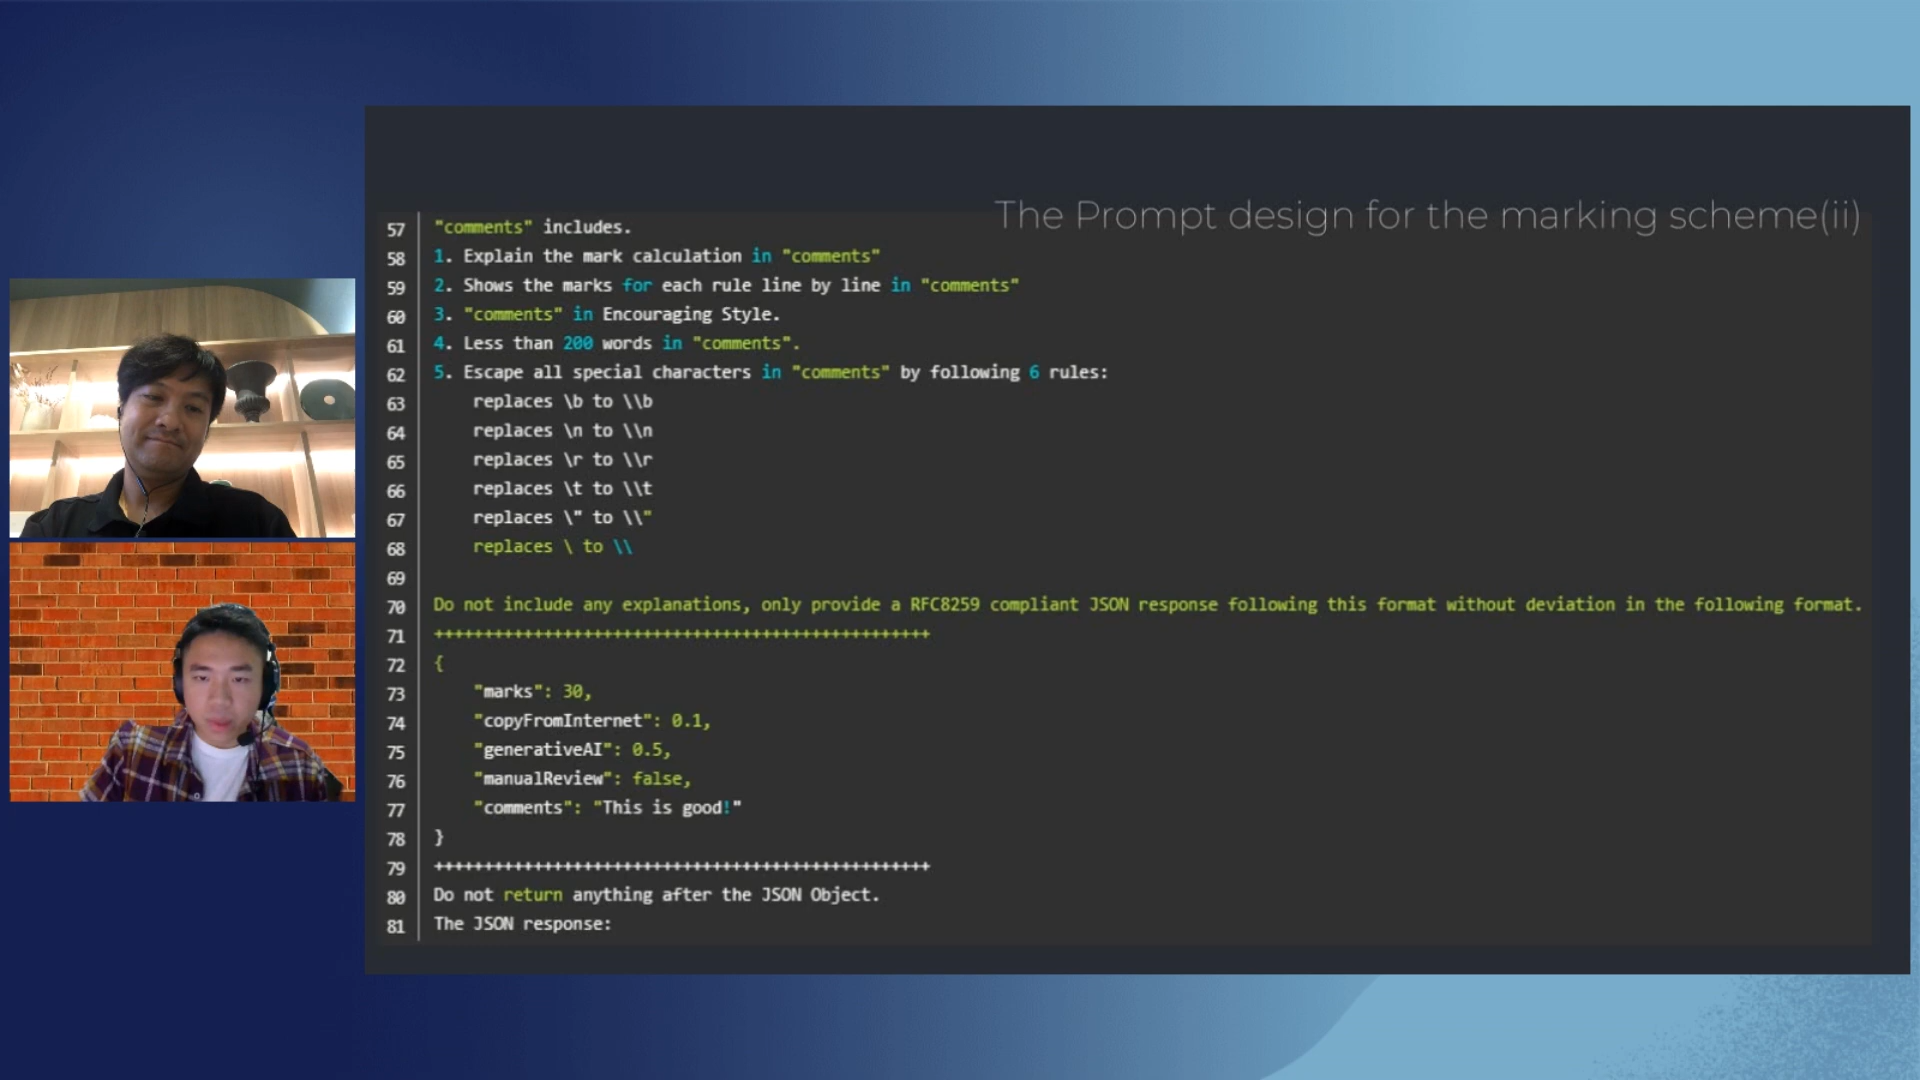 The Prompt design for the marking scheme(ii)
57 "comments" includes.
58 1. Explain the mark calculation in "comments"
59 2. Shows the marks for each rule line by line in "comments"
60 3. "comments" in Encouraging Style.
61 4. Less than 200 words in "comments".
62 5. Escape all special characters in "comments" by following 6 rules:
63 replaces \b to \\b
64 replaces \n to \\n
65 replaces \r to \\r
66 replaces \t to \\t
67 replaces \" to \\"
68 replaces \ to \\
69
70 Do not include any explanations, only provide a RFC8259 compliant JSON response following this format without deviation in the following format.
71 ++++++++++++++++++++++++++++++++++++++++++++++++++
72 {
73 "marks": 30,
74 "copyFromInternet": 0.1,
75 "generativeAI": 0.5,
76 "manualReview": false,
77 "comments": "This is good!"
78 }
79 ++++++++++++++++++++++++++++++++++++++++++++++++++
80 Do not return anything after the JSON Object.
81 The JSON response: